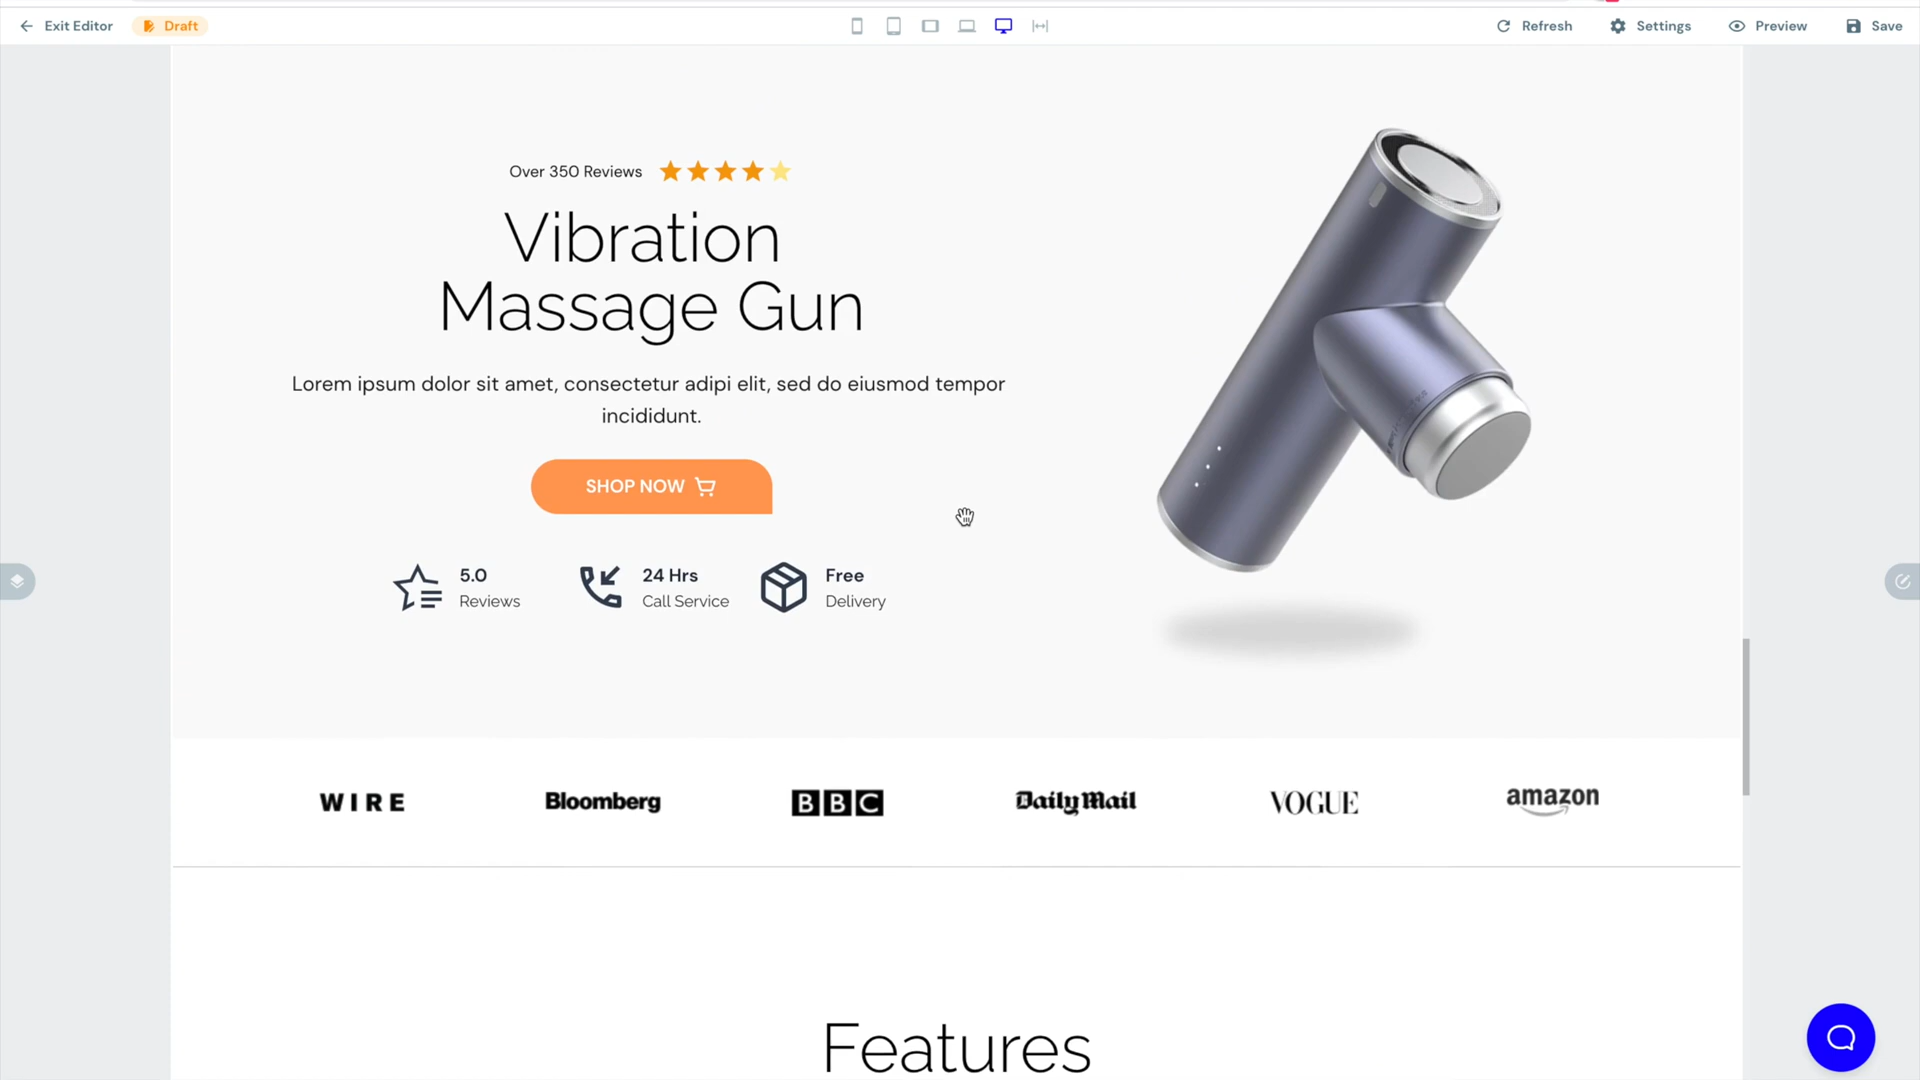 Exit Editor
Draft
Refresh
Settings
Preview
Save
Over 350 Reviews
Vibration
Massage Gun
Lorem ipsum dolor sit amet, consectetur adipi elit, sed do eiusmod tempor
incididunt.
SHOP NOW
5.0
Reviews
24 Hrs
Call Service
Free
Delivery
WIRE
Bloomberg
BBC
Daily Mail
VOGUE
amazon
Features